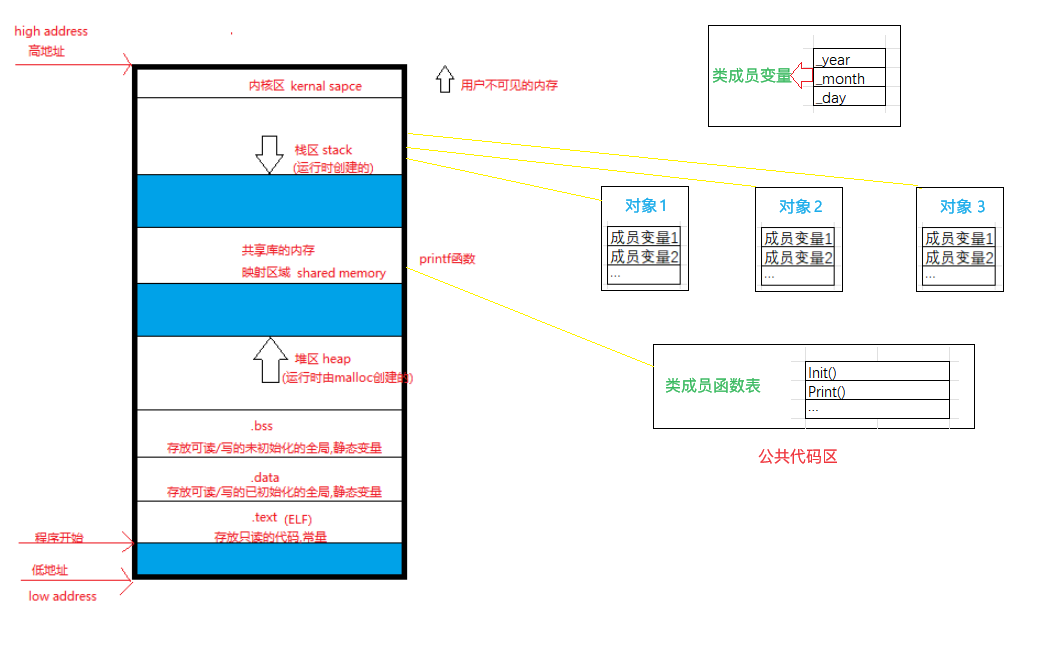 high address
高地址
内核区 kernal sapce
用户不可见的内存
栈区 stack
(运行时创建的)
共享库的内存
映射区域 shared memory
printf函数
堆区 heap
(运行时由malloc创建的)
.bss
存放可读/写的未初始化的全局,静态变量
.data
存放可读/写的已初始化的全局,静态变量
.text (ELF)
存放只读的代码,常量
程序开始
低地址
low address
类成员变量
_year
_month
_day
对象1
成员变量1
成员变量2
...
对象2
成员变量1
成员变量2
...
对象 3
成员变量1
成员变量2
...
类成员函数表
Init()
Print()
...
公共代码区